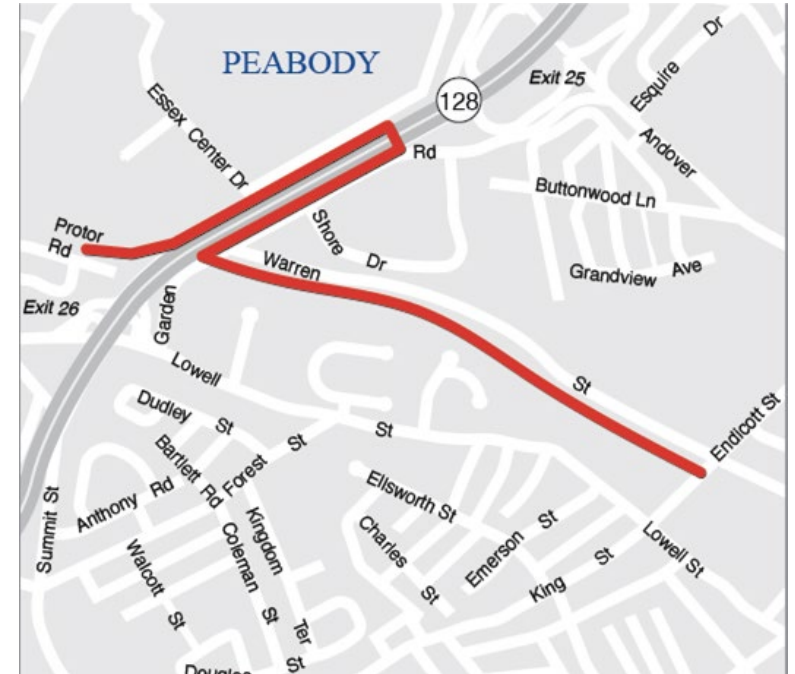 PEABODY
128
Exit 25
Esquire Dr
Andover
Essex Center Dr
Rd
Buttonwood Ln
Protor
Rd
Shore Dr
Warren St
Grandview Ave
Exit 26
Garden
Lowell St
Dudley St
Endicott St
Bartlett Rd
Forest St
Anthony Rd
Ellsworth St
Summit St
Kingdom Ter
Coleman St
Charles St
Emerson St
Lowell St
Walcott St
King St
St